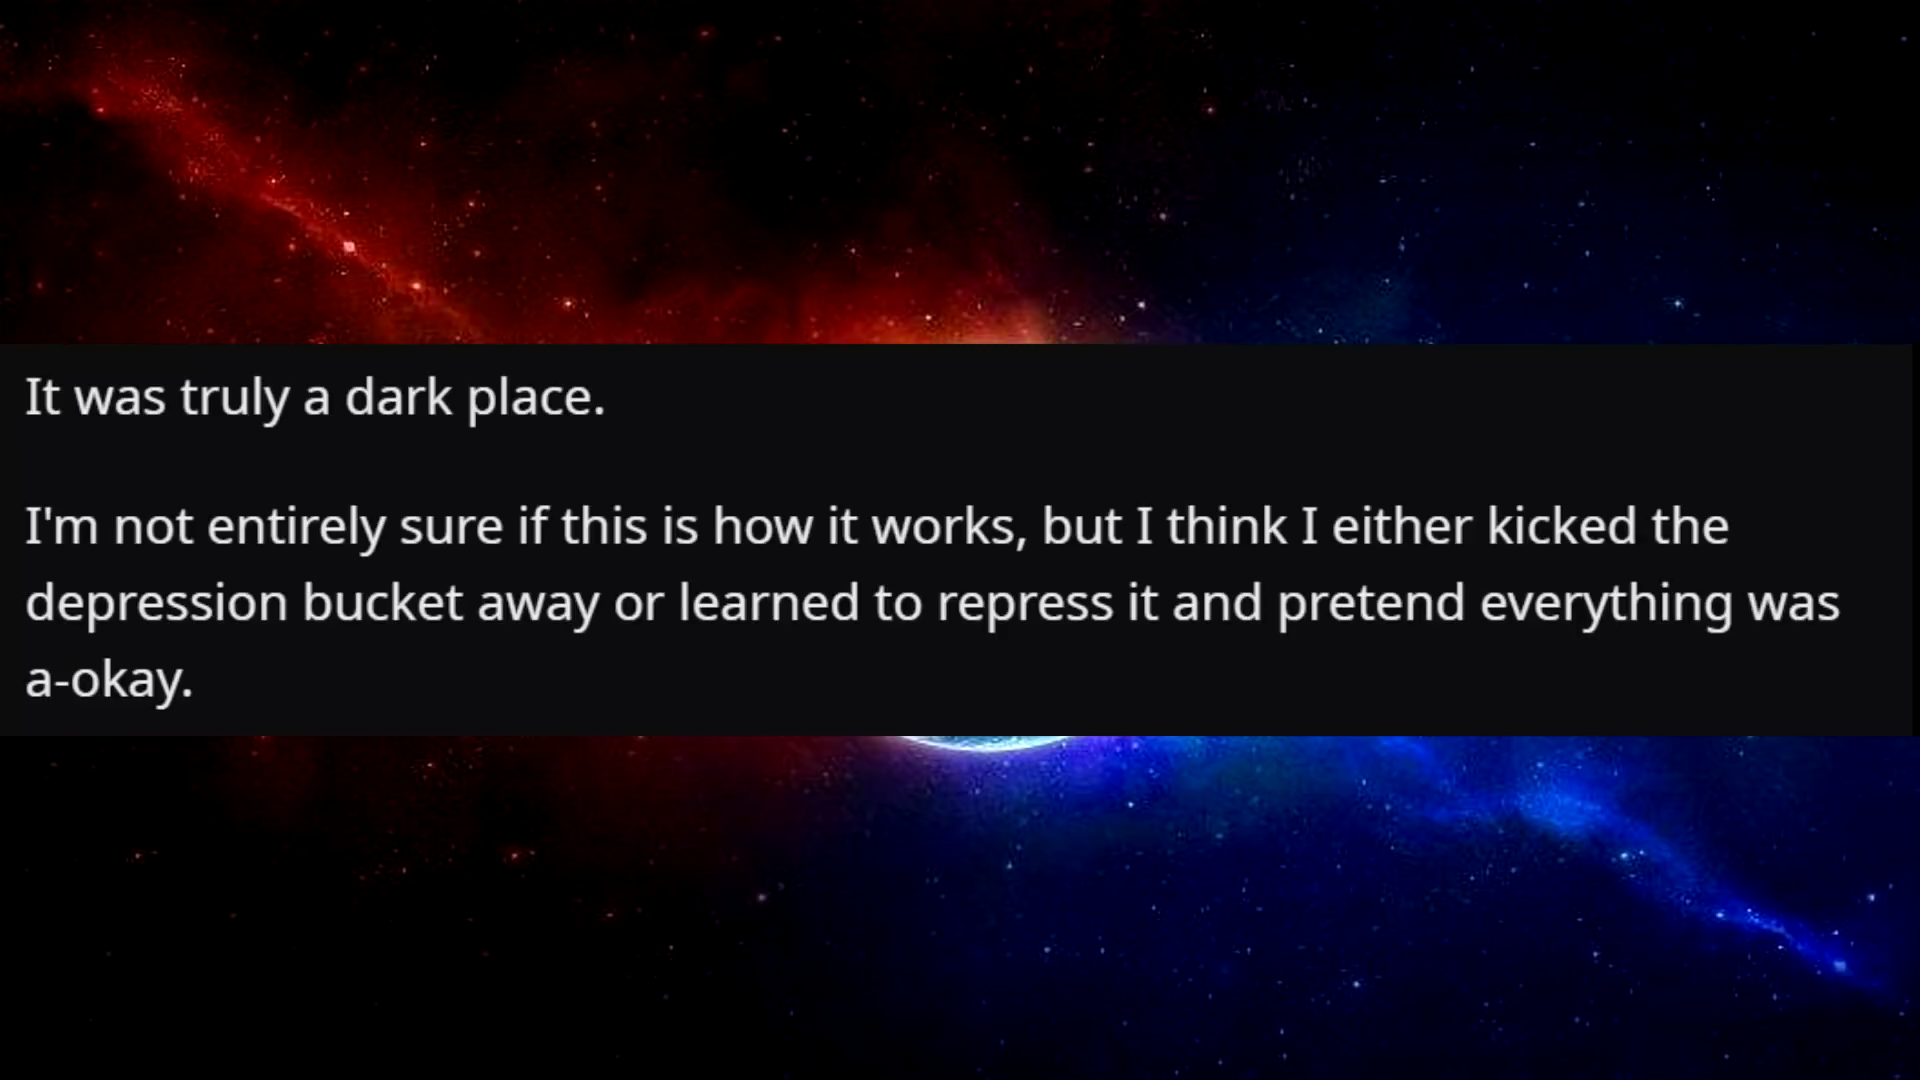 It was truly a dark place.
I'm not entirely sure if this is how it works, but I think I either kicked the
depression bucket away or learned to repress it and pretend everything was
a-okay.